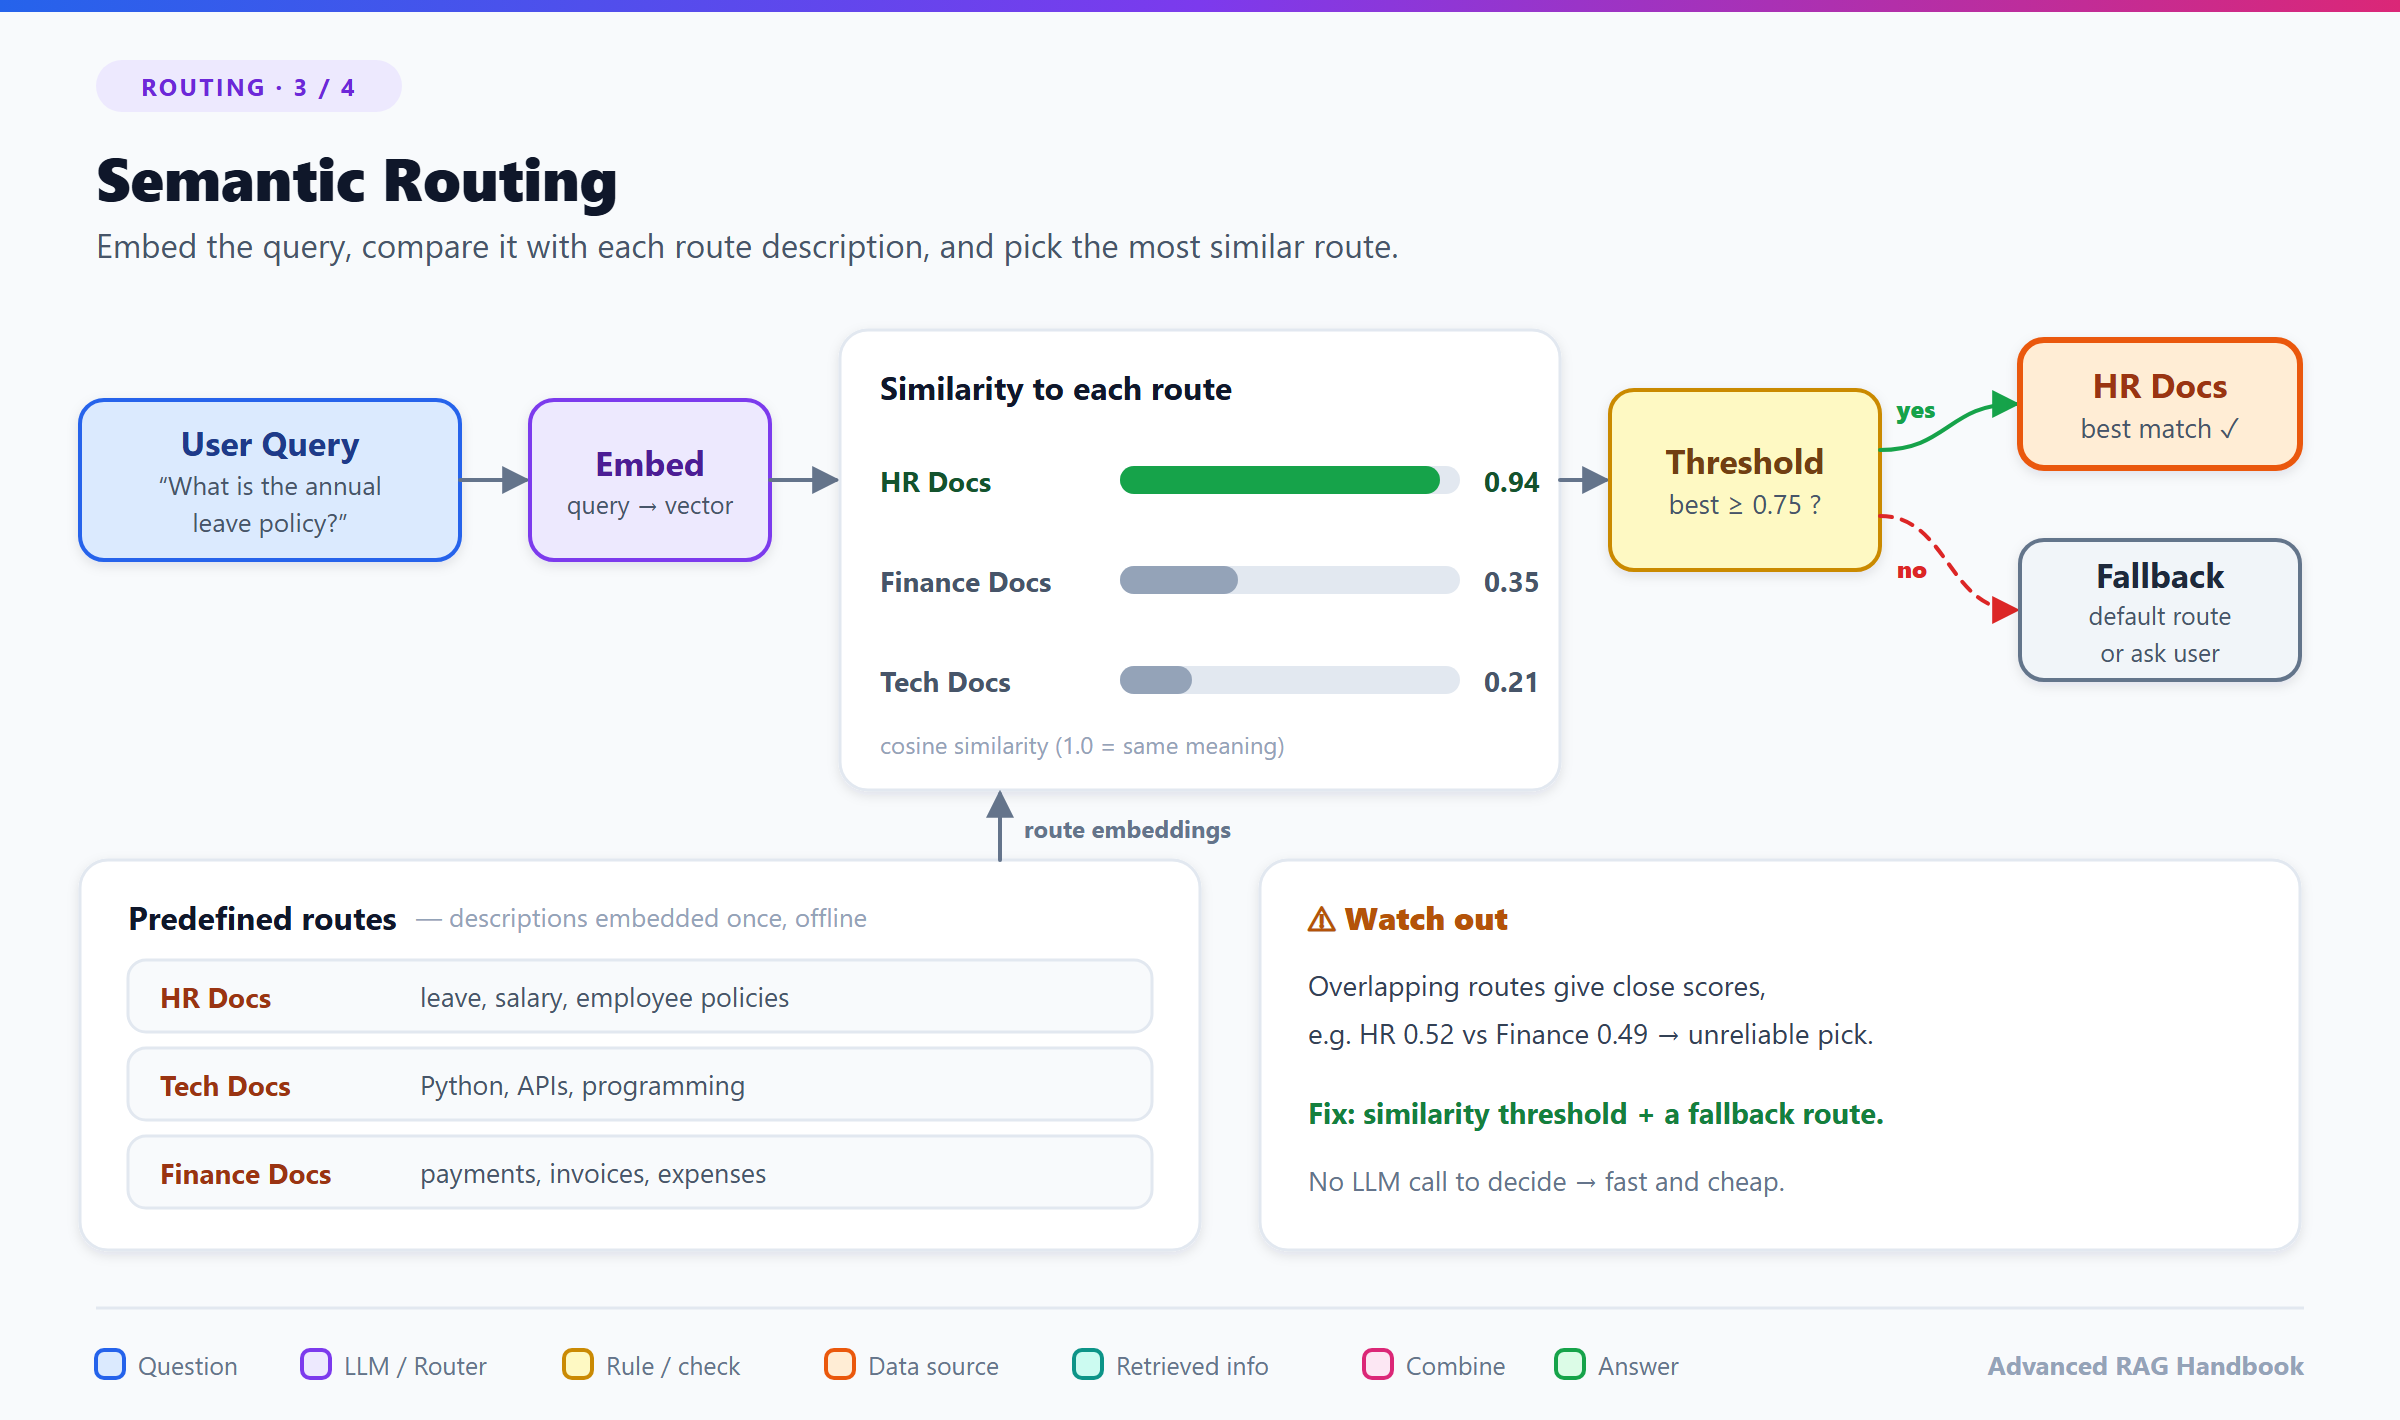 ROUTING · 3 / 4
Semantic Routing
Embed the query, compare it with each route description, and pick the most similar route.
User Query
“What is the annual
leave policy?”
Embed
query → vector
Similarity to each route
HR Docs 0.94
Finance Docs 0.35
Tech Docs 0.21
cosine similarity (1.0 = same meaning)
Threshold
best ≥ 0.75 ?
yes
no
HR Docs
best match ✓
Fallback
default route
or ask user
route embeddings
Predefined routes — descriptions embedded once, offline
HR Docs leave, salary, employee policies
Tech Docs Python, APIs, programming
Finance Docs payments, invoices, expenses
⚠ Watch out
Overlapping routes give close scores,
e.g. HR 0.52 vs Finance 0.49 → unreliable pick.
Fix: similarity threshold + a fallback route.
No LLM call to decide → fast and cheap.
Question LLM / Router Rule / check Data source Retrieved info Combine Answer Advanced RAG Handbook